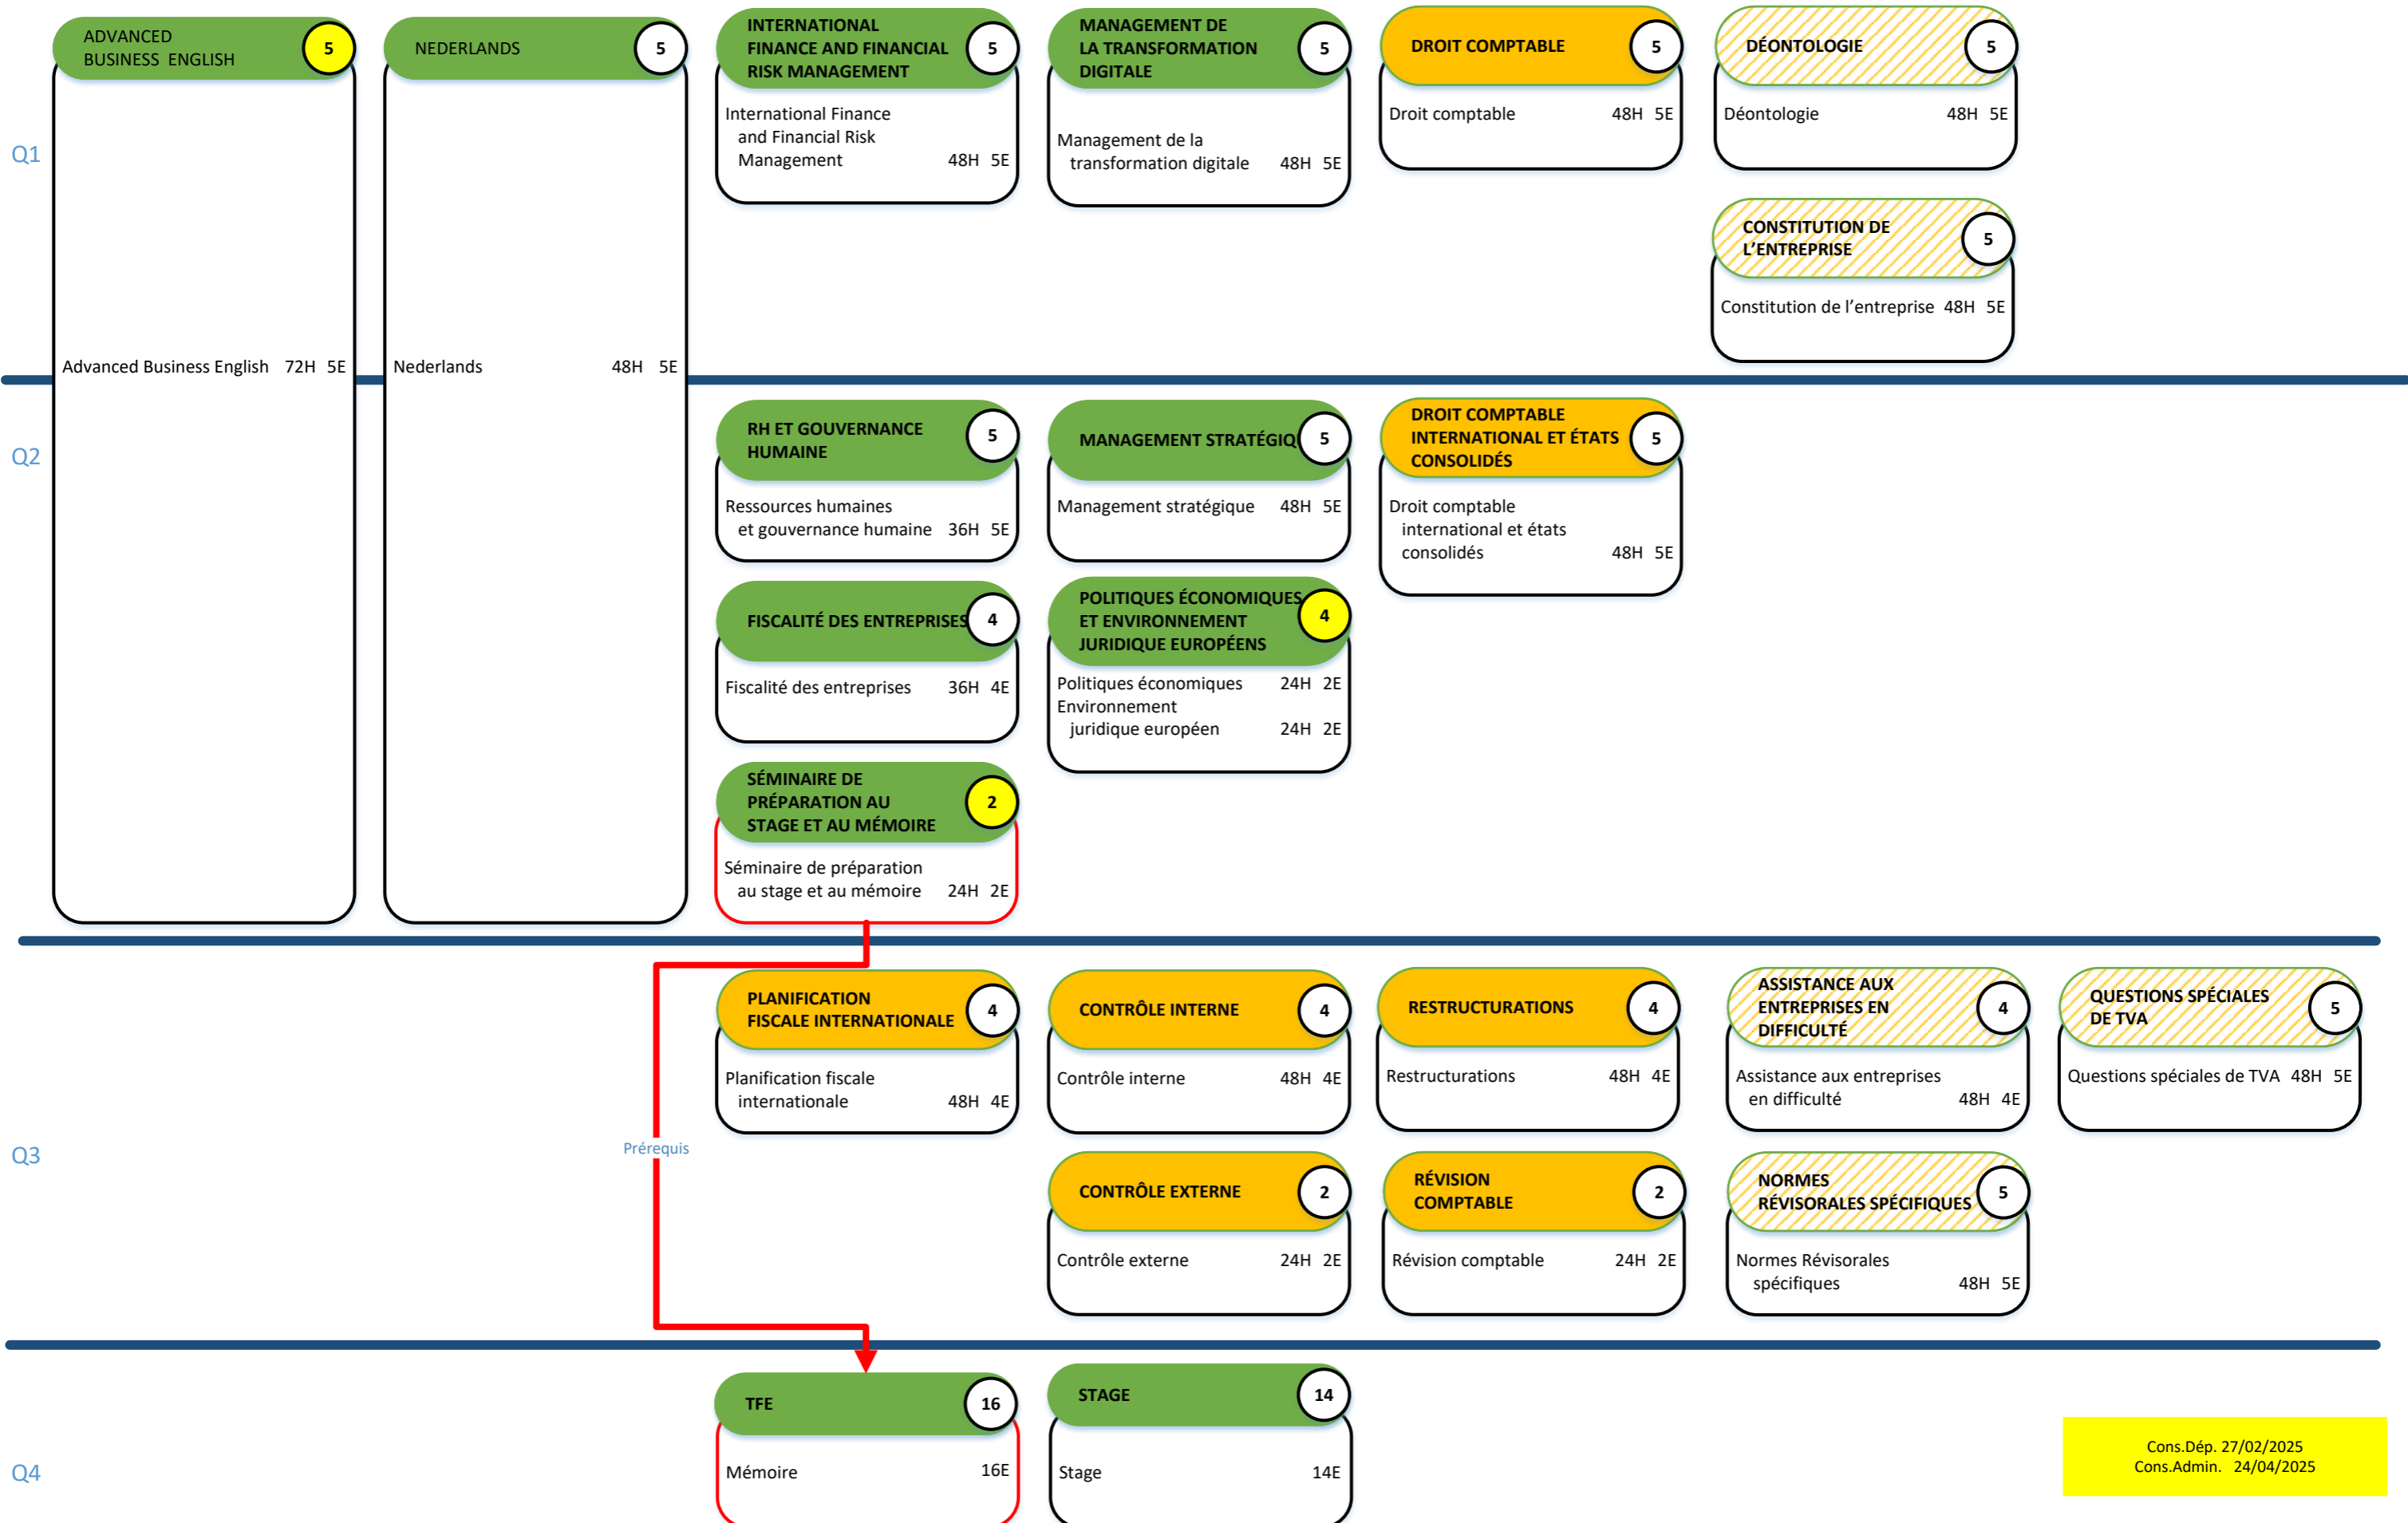 ADVANCED
BUSINESS ENGLISH
5
NEDERLANDS
5
INTERNATIONAL
FINANCE AND FINANCIAL
RISK MANAGEMENT
5
MANAGEMENT DE
LA TRANSFORMATION
DIGITALE
5
DROIT COMPTABLE
5
DÉONTOLOGIE
5
Q1
International Finance
and Financial Risk
Management 48H 5E
Management de la
transformation digitale 48H 5E
Droit comptable 48H 5E
Déontologie 48H 5E
CONSTITUTION DE
L’ENTREPRISE
5
Constitution de l’entreprise 48H 5E
Advanced Business English 72H 5E
Nederlands 48H 5E
Q2
RH ET GOUVERNANCE
HUMAINE
5
MANAGEMENT STRATÉGIQ
5
DROIT COMPTABLE
INTERNATIONAL ET ÉTATS
CONSOLIDÉS
5
Ressources humaines
et gouvernance humaine 36H 5E
Management stratégique 48H 5E
Droit comptable
international et états
consolidés 48H 5E
FISCALITÉ DES ENTREPRISES
4
POLITIQUES ÉCONOMIQUES
ET ENVIRONNEMENT
JURIDIQUE EUROPÉENS
4
Fiscalité des entreprises 36H 4E
Politiques économiques 24H 2E
Environnement
juridique européen 24H 2E
SÉMINAIRE DE
PRÉPARATION AU
STAGE ET AU MÉMOIRE
2
Séminaire de préparation
au stage et au mémoire 24H 2E
Q3
PLANIFICATION
FISCALE INTERNATIONALE
4
CONTRÔLE INTERNE
4
RESTRUCTURATIONS
4
ASSISTANCE AUX
ENTREPRISES EN
DIFFICULTÉ
4
QUESTIONS SPÉCIALES
DE TVA
5
Planification fiscale
internationale 48H 4E
Contrôle interne 48H 4E
Restructurations 48H 4E
Assistance aux entreprises
en difficulté 48H 4E
Questions spéciales de TVA 48H 5E
Prérequis
CONTRÔLE EXTERNE
2
RÉVISION
COMPTABLE
2
NORMES
RÉVISORALES SPÉCIFIQUES
5
Contrôle externe 24H 2E
Révision comptable 24H 2E
Normes Révisorales
spécifiques 48H 5E
Q4
TFE
16
STAGE
14
Mémoire 16E
Stage 14E
Cons.Dép. 27/02/2025
Cons.Admin. 24/04/2025